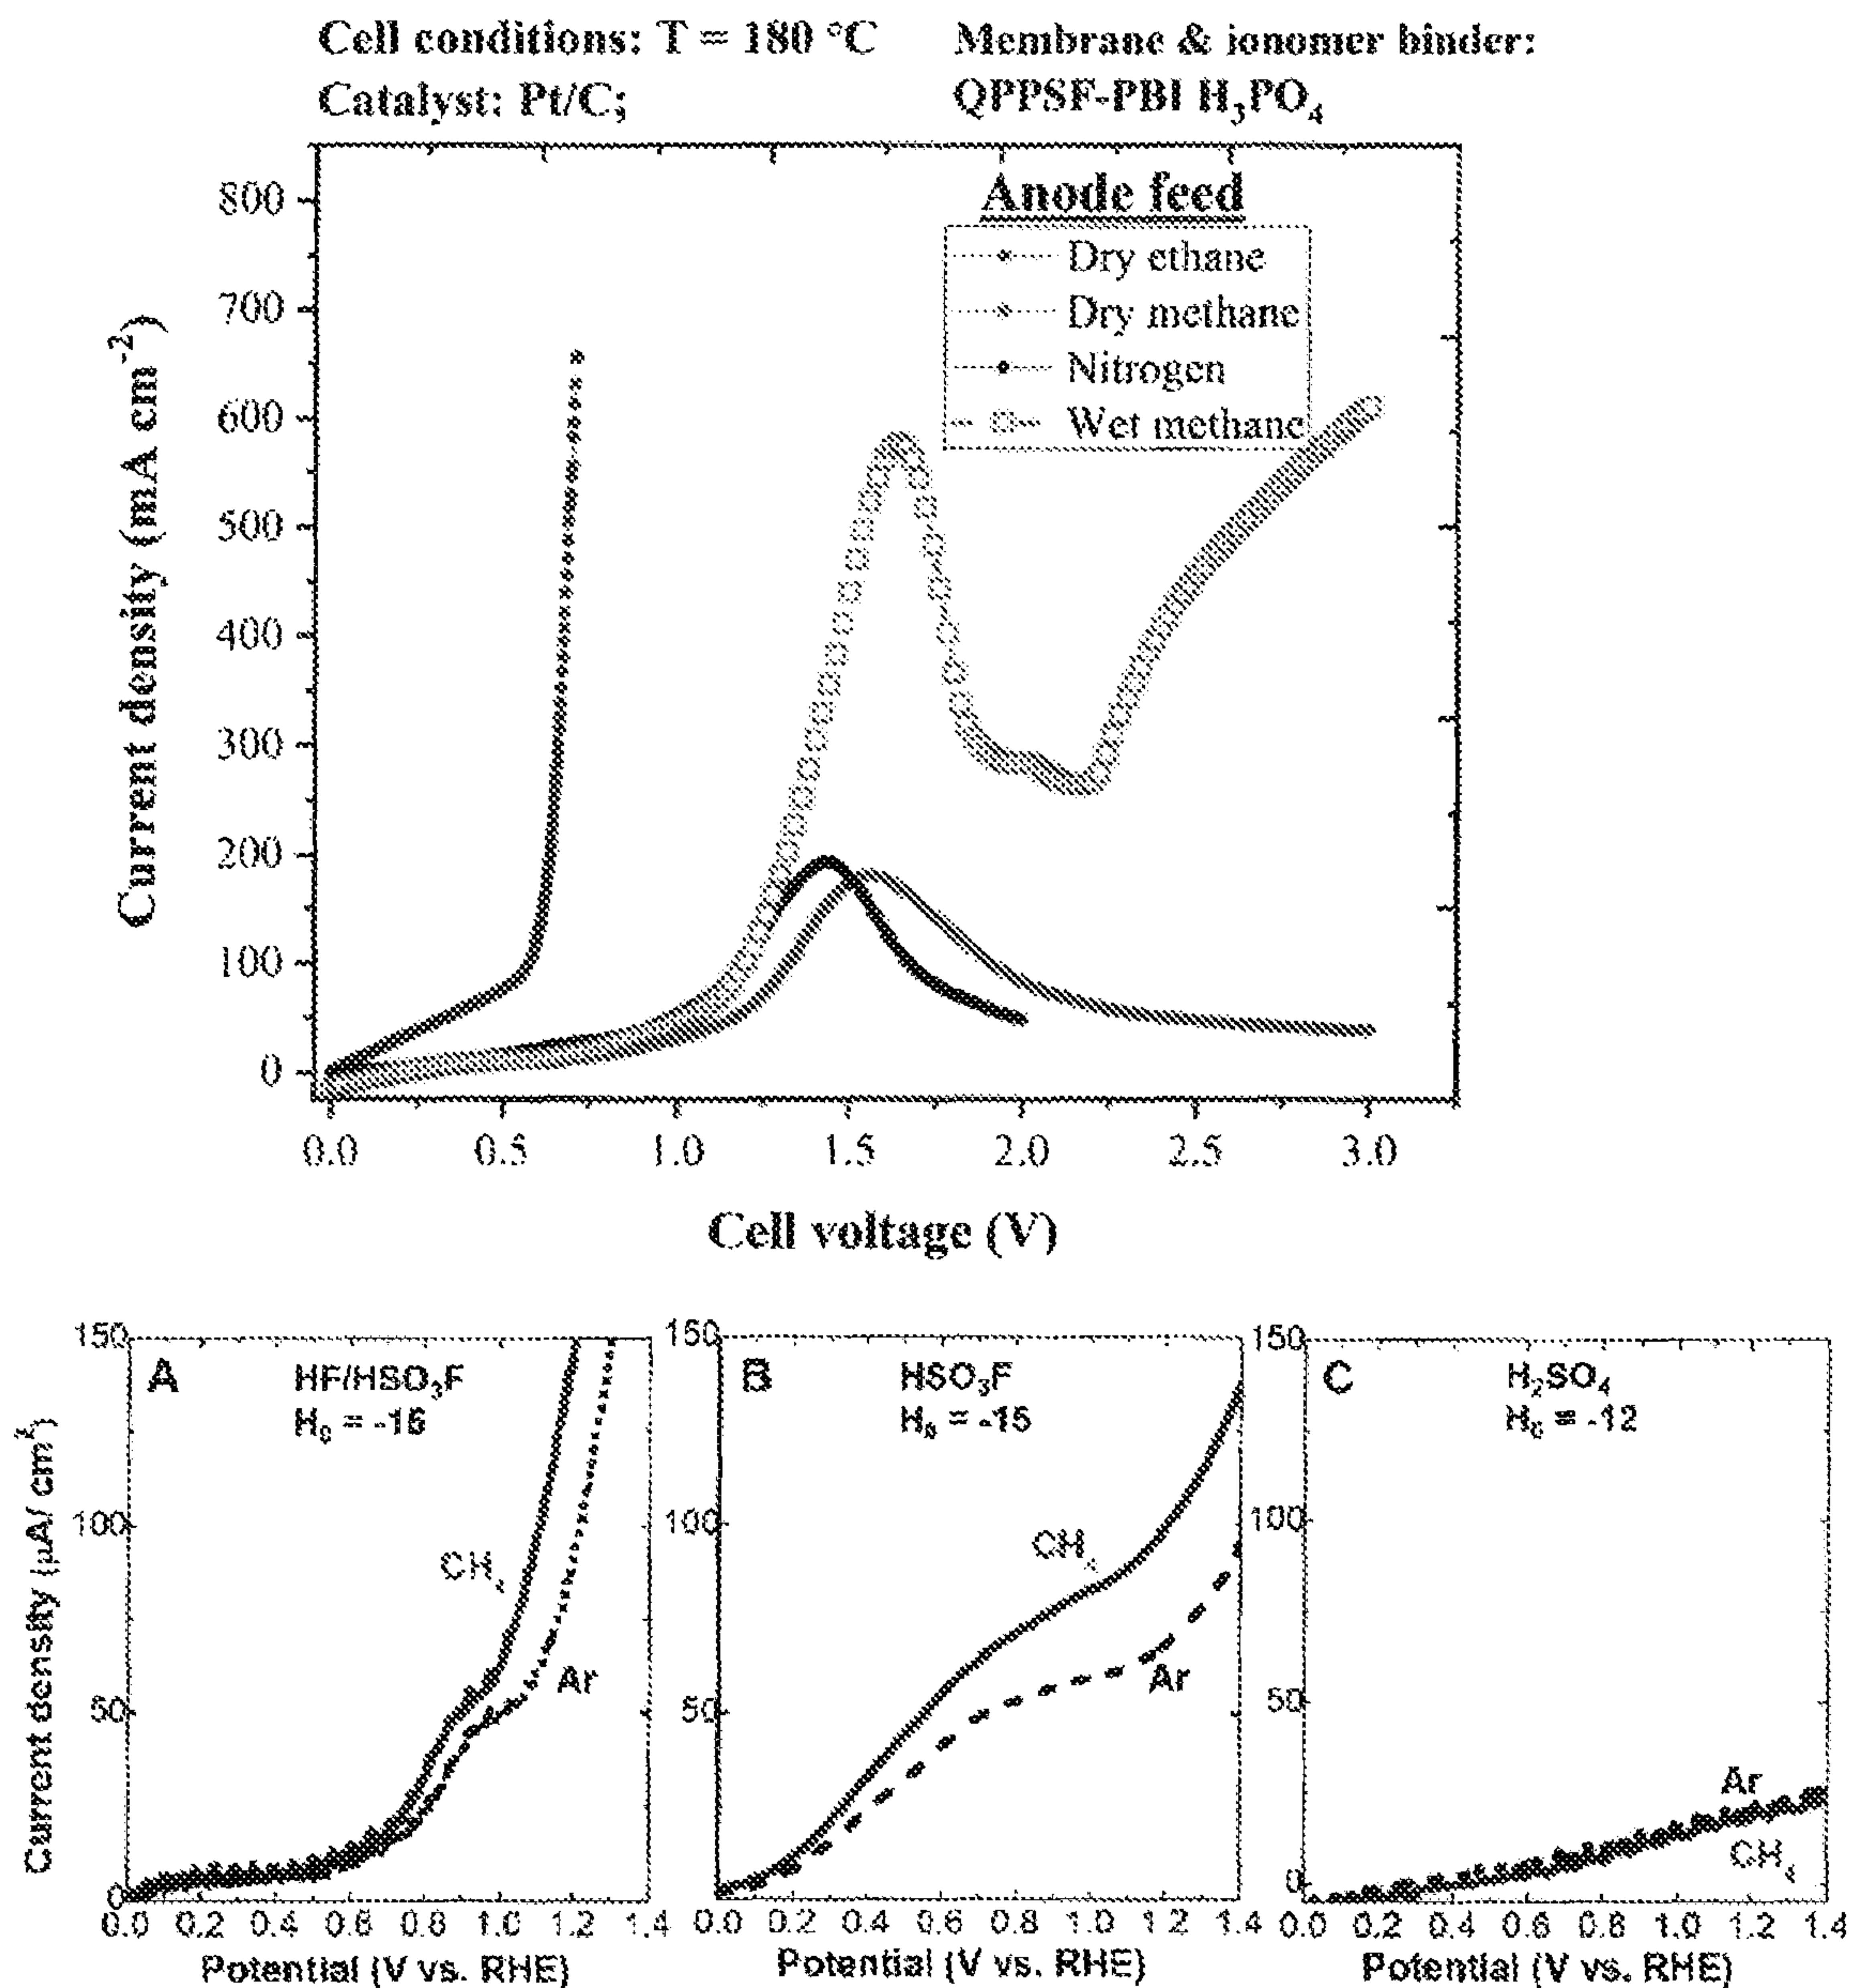 Cell conditions: T = 180 °C
Catalyst: Pt/C;
Membrane & ionomer binder:
QPPSF-PBI H₃PO₄
Anode feed
Dry ethane
Dry methane
Nitrogen
Wet methane
Current density (mA cm⁻²)
800
700
600
500
400
300
200
100
0
0.0 0.5 1.0 1.5 2.0 2.5 3.0
Cell voltage (V)
Current density (µA/ cm²)
A
HF/HSO₃F
H₀ = -16
CH₄
Ar
150
100
50
0
0.0 0.2 0.4 0.6 0.8 1.0 1.2 1.4
Potential (V vs. RHE)
B
HSO₃F
H₀ = -15
CH₄
Ar
150
100
50
0.0 0.2 0.4 0.6 0.8 1.0 1.2 1.4
Potential (V vs. RHE)
C
H₂SO₄
H₀ = -12
Ar
CH₄
150
100
50
0
0.0 0.2 0.4 0.6 0.8 1.0 1.2 1.4
Potential (V vs. RHE)